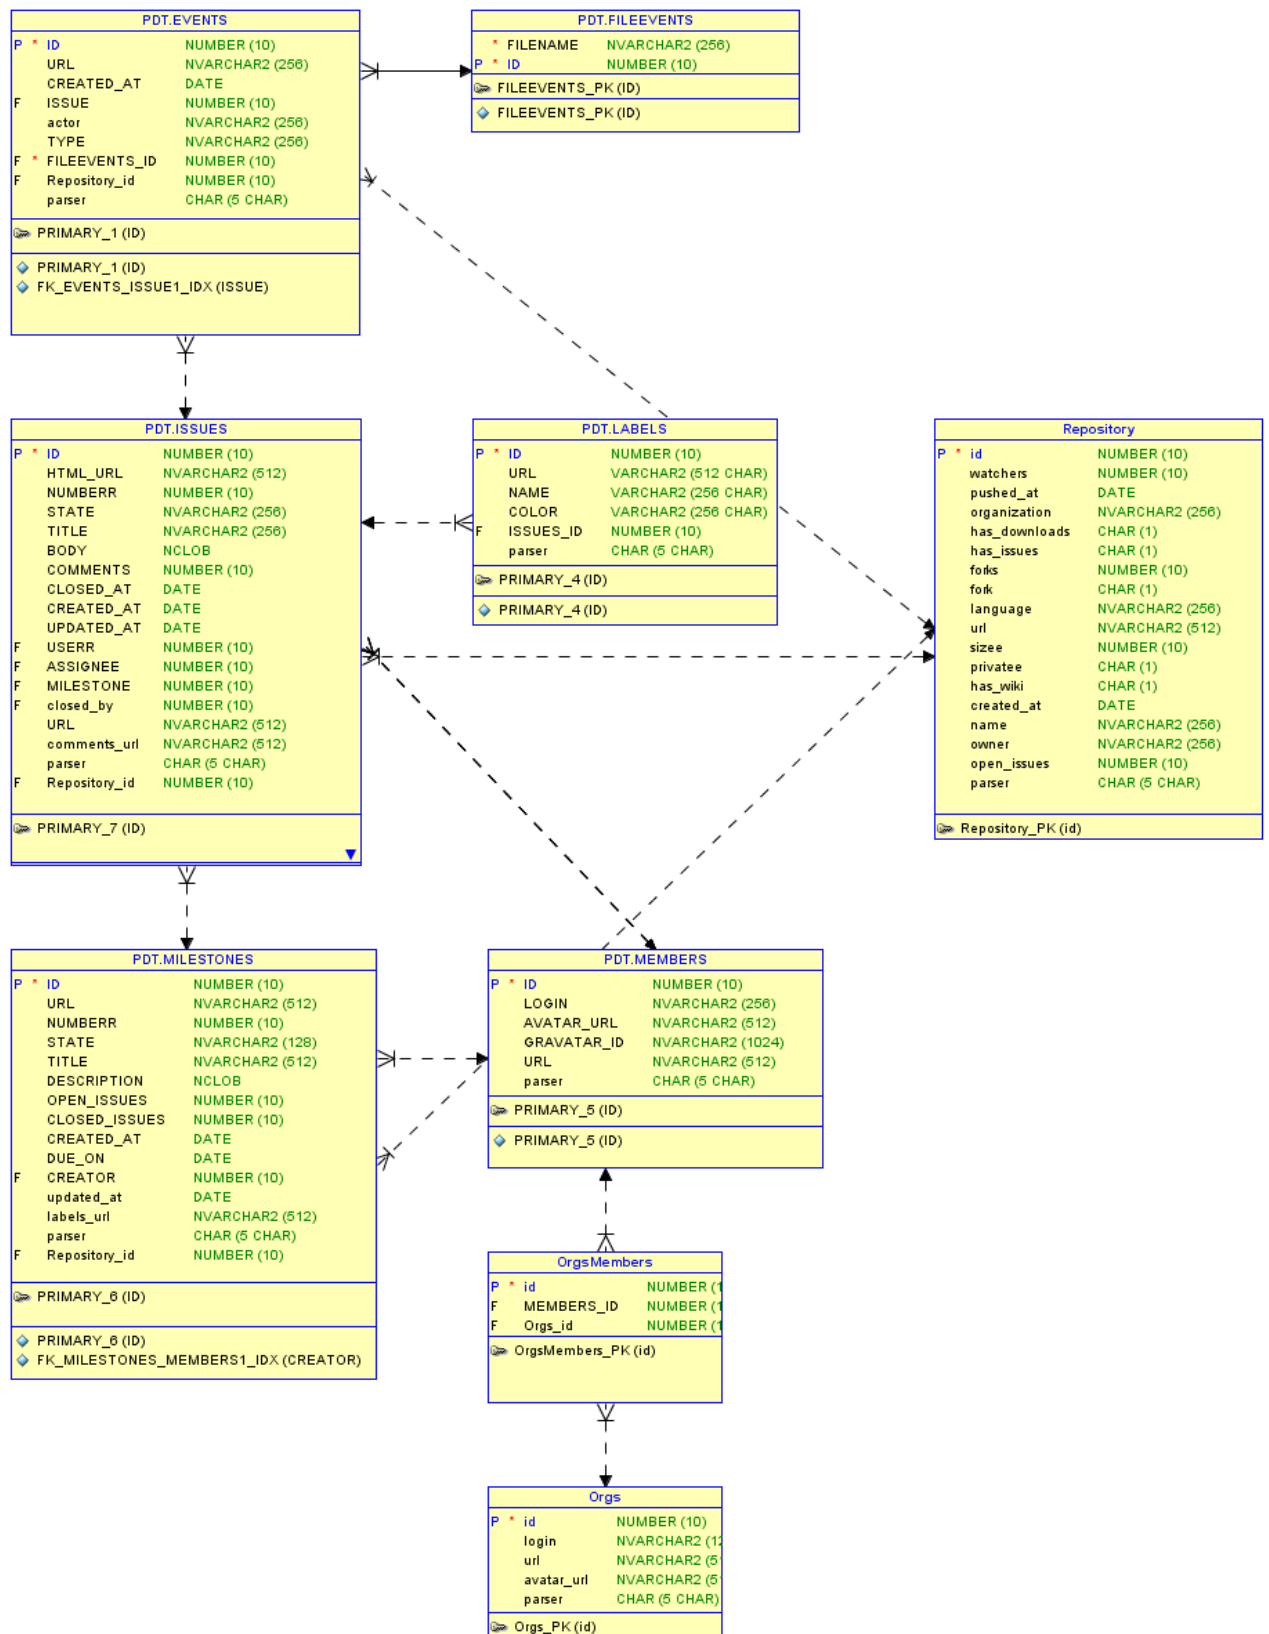 PDT.EVENTS
P * ID NUMBER (10)
URL NVARCHAR2 (256)
CREATED_AT DATE
F ISSUE NUMBER (10)
actor NVARCHAR2 (256)
TYPE NVARCHAR2 (256)
F * FILEEVENTS_ID NUMBER (10)
F Repository_id NUMBER (10)
parser CHAR (5 CHAR)
PRIMARY_1 (ID)
PRIMARY_1 (ID)
FK_EVENTS_ISSUE1_IDX (ISSUE)
PDT.FILEEVENTS
* FILENAME NVARCHAR2 (256)
P * ID NUMBER (10)
FILEEVENTS_PK (ID)
FILEEVENTS_PK (ID)
PDT.ISSUES
P * ID NUMBER (10)
HTML_URL NVARCHAR2 (512)
NUMBERR NUMBER (10)
STATE NVARCHAR2 (256)
TITLE NVARCHAR2 (256)
BODY NCLOB
COMMENTS NUMBER (10)
CLOSED_AT DATE
CREATED_AT DATE
UPDATED_AT DATE
F USERR NUMBER (10)
F ASSIGNEE NUMBER (10)
F MILESTONE NUMBER (10)
F closed_by NUMBER (10)
URL NVARCHAR2 (512)
comments_url NVARCHAR2 (512)
parser CHAR (5 CHAR)
F Repository_id NUMBER (10)
PRIMARY_7 (ID)
PDT.LABELS
P * ID NUMBER (10)
URL VARCHAR2 (512 CHAR)
NAME VARCHAR2 (256 CHAR)
COLOR VARCHAR2 (256 CHAR)
F ISSUES_ID NUMBER (10)
parser CHAR (5 CHAR)
PRIMARY_4 (ID)
PRIMARY_4 (ID)
Repository
P * id NUMBER (10)
watchers NUMBER (10)
pushed_at DATE
organization NVARCHAR2 (256)
has_downloads CHAR (1)
has_issues CHAR (1)
forks NUMBER (10)
fork CHAR (1)
language NVARCHAR2 (256)
url NVARCHAR2 (512)
sizee NUMBER (10)
privatee CHAR (1)
has_wiki CHAR (1)
created_at DATE
name NVARCHAR2 (256)
owner NVARCHAR2 (256)
open_issues NUMBER (10)
parser CHAR (5 CHAR)
Repository_PK (id)
PDT.MILESTONES
P * ID NUMBER (10)
URL NVARCHAR2 (512)
NUMBERR NUMBER (10)
STATE NVARCHAR2 (128)
TITLE NVARCHAR2 (512)
DESCRIPTION NCLOB
OPEN_ISSUES NUMBER (10)
CLOSED_ISSUES NUMBER (10)
CREATED_AT DATE
DUE_ON DATE
F CREATOR NUMBER (10)
updated_at DATE
labels_url NVARCHAR2 (512)
parser CHAR (5 CHAR)
F Repository_id NUMBER (10)
PRIMARY_6 (ID)
PRIMARY_6 (ID)
FK_MILESTONES_MEMBERS1_IDX (CREATOR)
PDT.MEMBERS
P * ID NUMBER (10)
LOGIN NVARCHAR2 (256)
AVATAR_URL NVARCHAR2 (512)
GRAVATAR_ID NVARCHAR2 (1024)
URL NVARCHAR2 (512)
parser CHAR (5 CHAR)
PRIMARY_5 (ID)
PRIMARY_5 (ID)
OrgsMembers
P * id NUMBER (1
F MEMBERS_ID NUMBER (1
F Orgs_id NUMBER (1
OrgsMembers_PK (id)
Orgs
P * id NUMBER (10)
login NVARCHAR2 (12
url NVARCHAR2 (5
avatar_url NVARCHAR2 (5
parser CHAR (5 CHAR)
Orgs_PK (id)